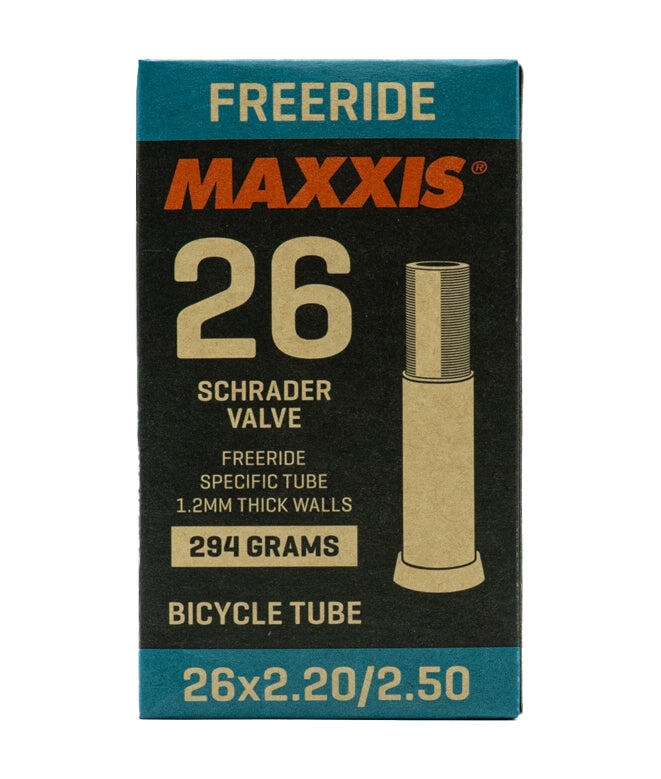 FREERIDE
MAXXIS®
26
SCHRADER
VALVE
FREERIDE
SPECIFIC TUBE
1.2MM THICK WALLS
294 GRAMS
BICYCLE TUBE
26x2.20/2.50